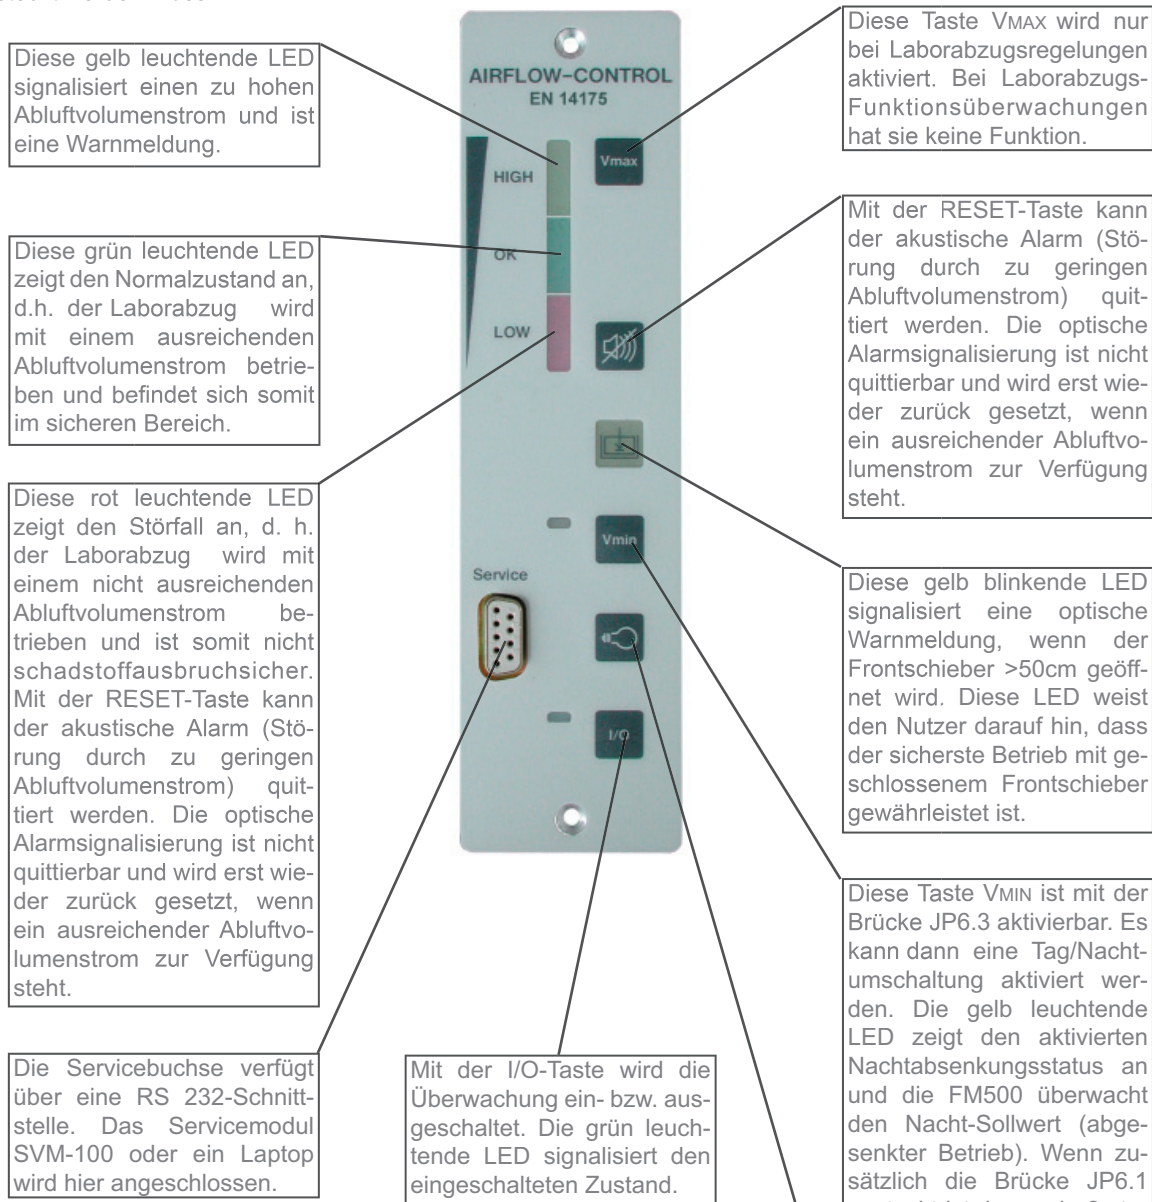 Diese gelb leuchtende LED
signalisiert einen zu hohen
Abluftvolumenstrom und ist
eine Warnmeldung.
Diese grün leuchtende LED
zeigt den Normalzustand an,
d.h. der Laborabzug wird
mit einem ausreichenden
Abluftvolumenstrom betrie-
ben und befindet sich somit
im sicheren Bereich.
Diese rot leuchtende LED
zeigt den Störfall an, d. h.
der Laborabzug wird mit
einem nicht ausreichenden
Abluftvolumenstrom be-
trieben und ist somit nicht
schadstoffausbruchsicher.
Mit der RESET-Taste kann
der akustische Alarm (Stö-
rung durch zu geringen
Abluftvolumenstrom) quit-
tiert werden. Die optische
Alarmsignalisierung ist nicht
quittierbar und wird erst wie-
der zurück gesetzt, wenn
ein ausreichender Abluftvo-
lumenstrom zur Verfügung
steht.
Die Servicebuchse verfügt
über eine RS 232-Schnitt-
stelle. Das Servicemodul
SVM-100 oder ein Laptop
wird hier angeschlossen.
AIRFLOW-CONTROL
EN 14175
Vmax
HIGH
OK
LOW
Vmin
Service
I/O
Mit der I/O-Taste wird die
Überwachung ein- bzw. aus-
geschaltet. Die grün leuch-
tende LED signalisiert den
eingeschalteten Zustand.
Diese Taste VMAX wird nur
bei Laborabzugsregelungen
aktiviert. Bei Laborabzugs-
Funktionsüberwachungen
hat sie keine Funktion.
Mit der RESET-Taste kann
der akustische Alarm (Stö-
rung durch zu geringen
Abluftvolumenstrom) quit-
tiert werden. Die optische
Alarmsignalisierung ist nicht
quittierbar und wird erst wie-
der zurück gesetzt, wenn
ein ausreichender Abluftvo-
lumenstrom zur Verfügung
steht.
Diese gelb blinkende LED
signalisiert eine optische
Warnmeldung, wenn der
Frontschieber >50cm geöff-
net wird. Diese LED weist
den Nutzer darauf hin, dass
der sicherste Betrieb mit ge-
schlossenem Frontschieber
gewährleistet ist.
Diese Taste VMIN ist mit der
Brücke JP6.3 aktivierbar. Es
kann dann eine Tag/Nacht-
umschaltung aktiviert wer-
den. Die gelb leuchtende
LED zeigt den aktivierten
Nachtabsenkungsstatus an
und die FM500 überwacht
den Nacht-Sollwert (abge-
senkter Betrieb). Wenn zu-
sätzlich die Brücke JP6.1